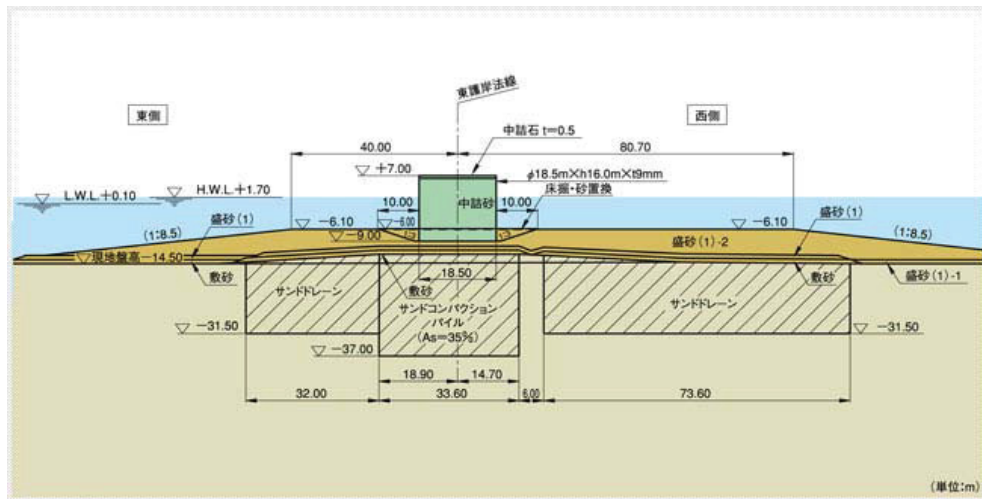 東護岸法線
東側
西側
中詰石 t=0.5
40.00
80.70
+7.00
φ18.5m×h16.0m×t9mm
床掘・砂置換
L.W.L.+0.10
H.W.L.+1.70
10.00
中詰砂
10.00
盛砂(1)
(1:8.5)
-6.10
-6.00
-6.10
盛砂(1)
(1:8.5)
-9.00
1:3
1:3
盛砂(1)-2
現地盤高-14.50
敷砂
18.50
敷砂
盛砂(1)-1
サンドドレーン
サンドコンパクション
パイル
(As=35%)
サンドドレーン
-31.50
-31.50
-37.00
18.90
14.70
32.00
33.60
6.00
73.60
(単位:m)